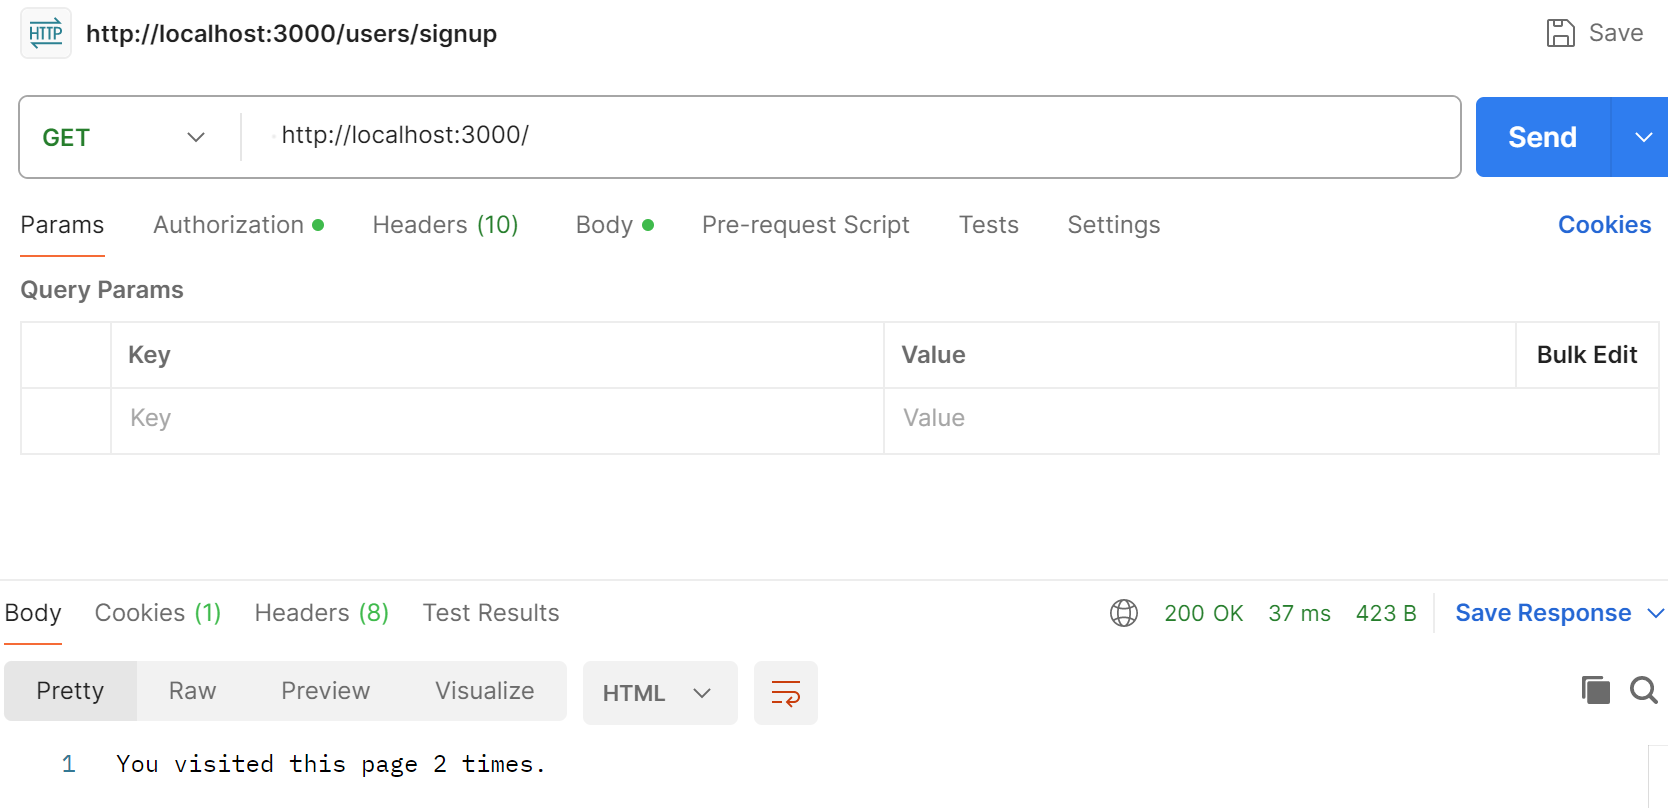 HTTP http://localhost:3000/users/signup Save
GET http://localhost:3000/ Send
Params Authorization Headers (10) Body Pre-request Script Tests Settings Cookies
Query Params
Key Value Bulk Edit
Key Value
Body Cookies (1) Headers (8) Test Results 200 OK 37 ms 423 B Save Response
Pretty Raw Preview Visualize HTML
1 You visited this page 2 times.